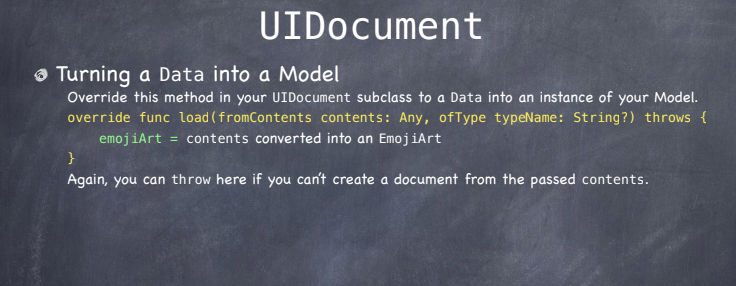 UIDocument
Turning a Data into a Model
Override this method in your UIDocument subclass to a Data into an instance of your Model.
override func load(fromContents contents: Any, ofType typeName: String?) throws {
emojiArt = contents converted into an EmojiArt
}
Again, you can throw here if you can't create a document from the passed contents.